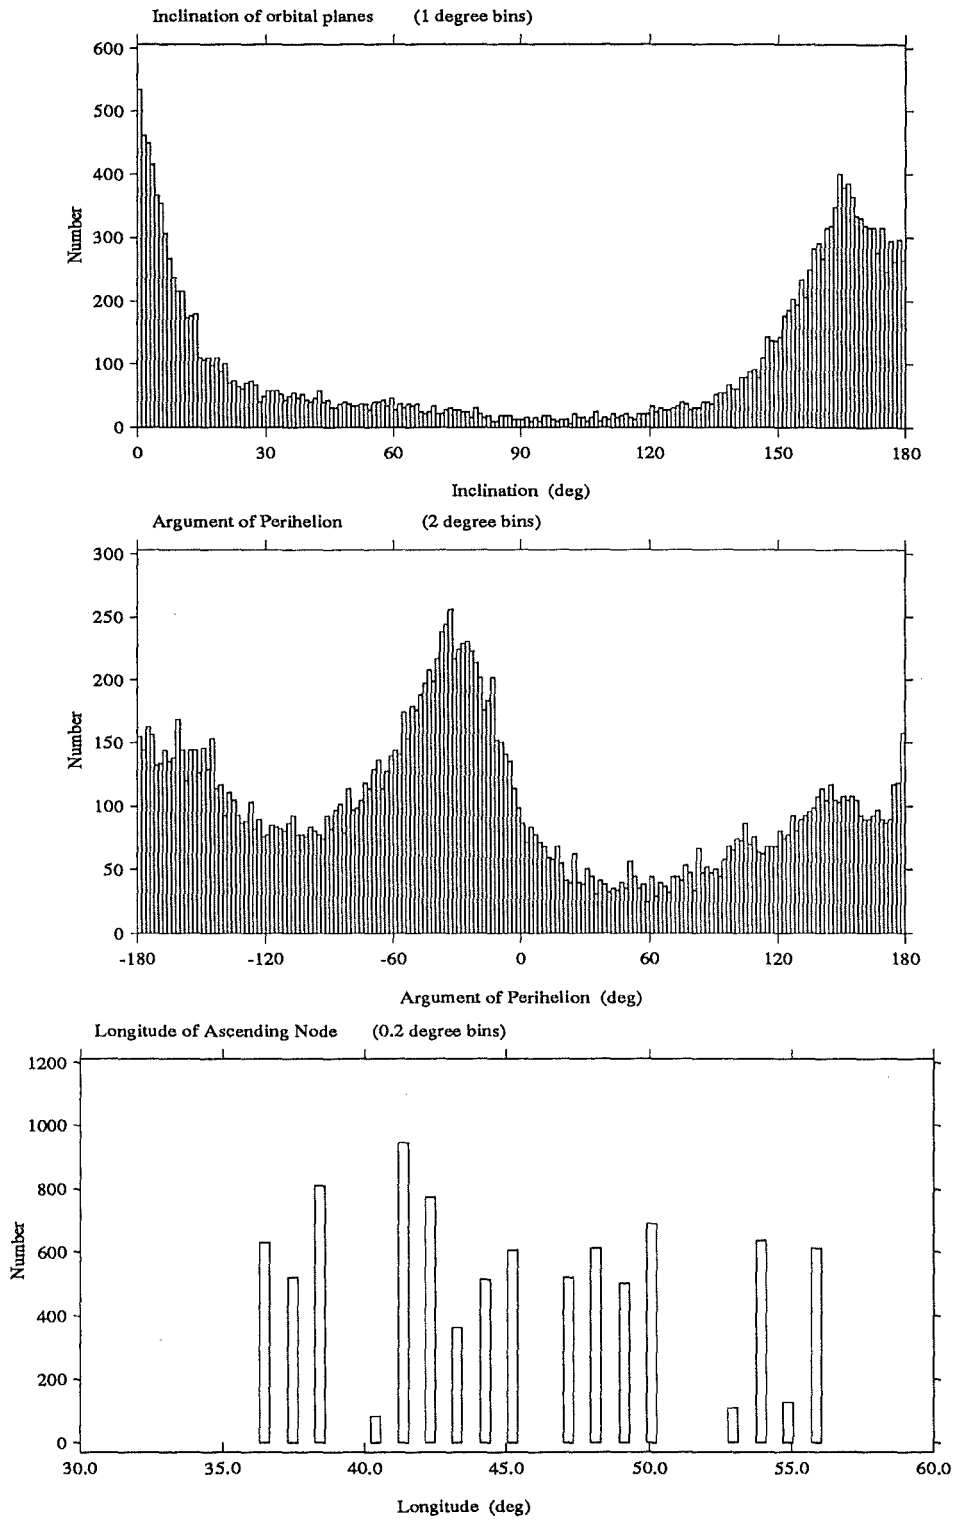 Inclination of orbital planes (1 degree bins)
600
500
400
300
200
100
0
Number
0 30 60 90 120 150 180
Inclination (deg)
Argument of Perihelion (2 degree bins)
300
250
200
150
100
50
0
Number
-180 -120 -60 0 60 120 180
Argument of Perihelion (deg)
Longitude of Ascending Node (0.2 degree bins)
1200
1000
800
600
400
200
0
Number
30.0 35.0 40.0 45.0 50.0 55.0 60.0
Longitude (deg)